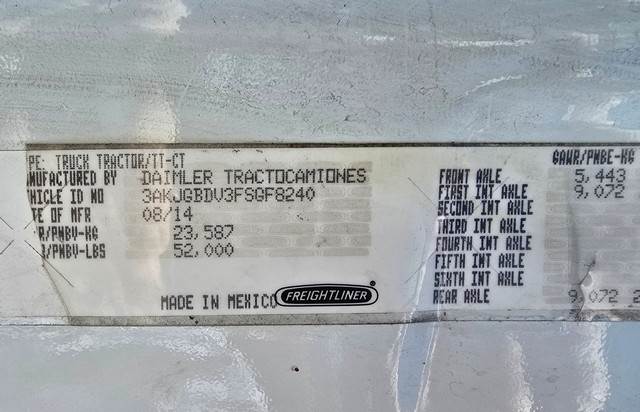 PE: TRUCK TRACTOR/TT-CT
NUFACTURED BY DAIMLER TRACTOCAMIONES
HICLE ID NO 3AKJGBDV3FSGF8240
TE OF MFR 08/14
R/PNBV-KG 23,587
/PNBV-LBS 52,000
MADE IN MEXICO FREIGHTLINER
GAWR/PNBE-KG
FRONT AXLE 5,443
FIRST INT AXLE 9,072
SECOND INT AXLE
THIRD INT AXLE
FOURTH INT AXLE
FIFTH INT AXLE
SIXTH INT AXLE
REAR AXLE 9,072 2